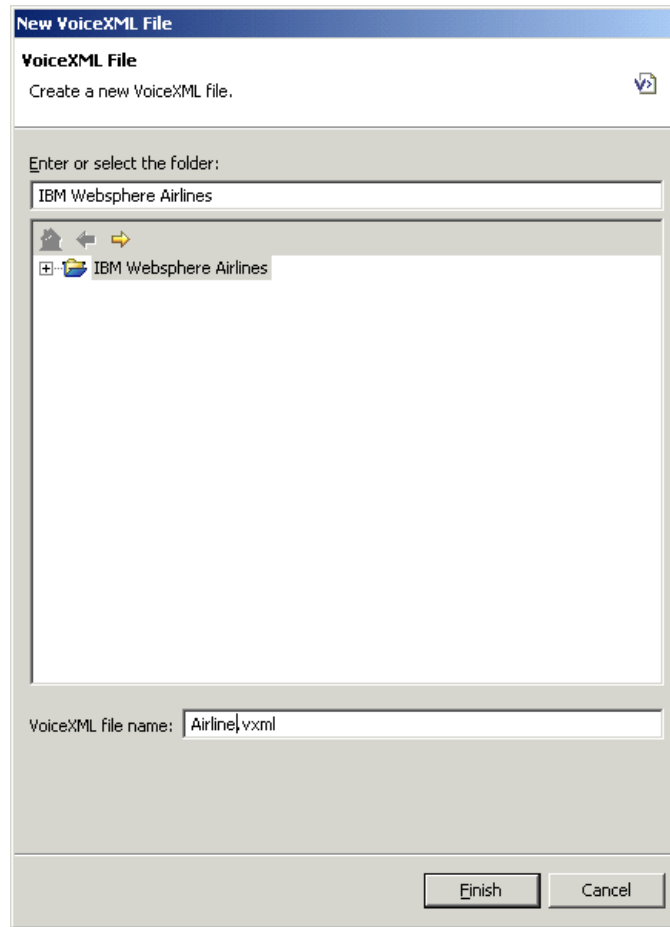 New VoiceXML File
VoiceXML File
Create a new VoiceXML file.
Enter or select the folder:
IBM Websphere Airlines
IBM Websphere Airlines
VoiceXML file name: Airline.vxml
Finish Cancel